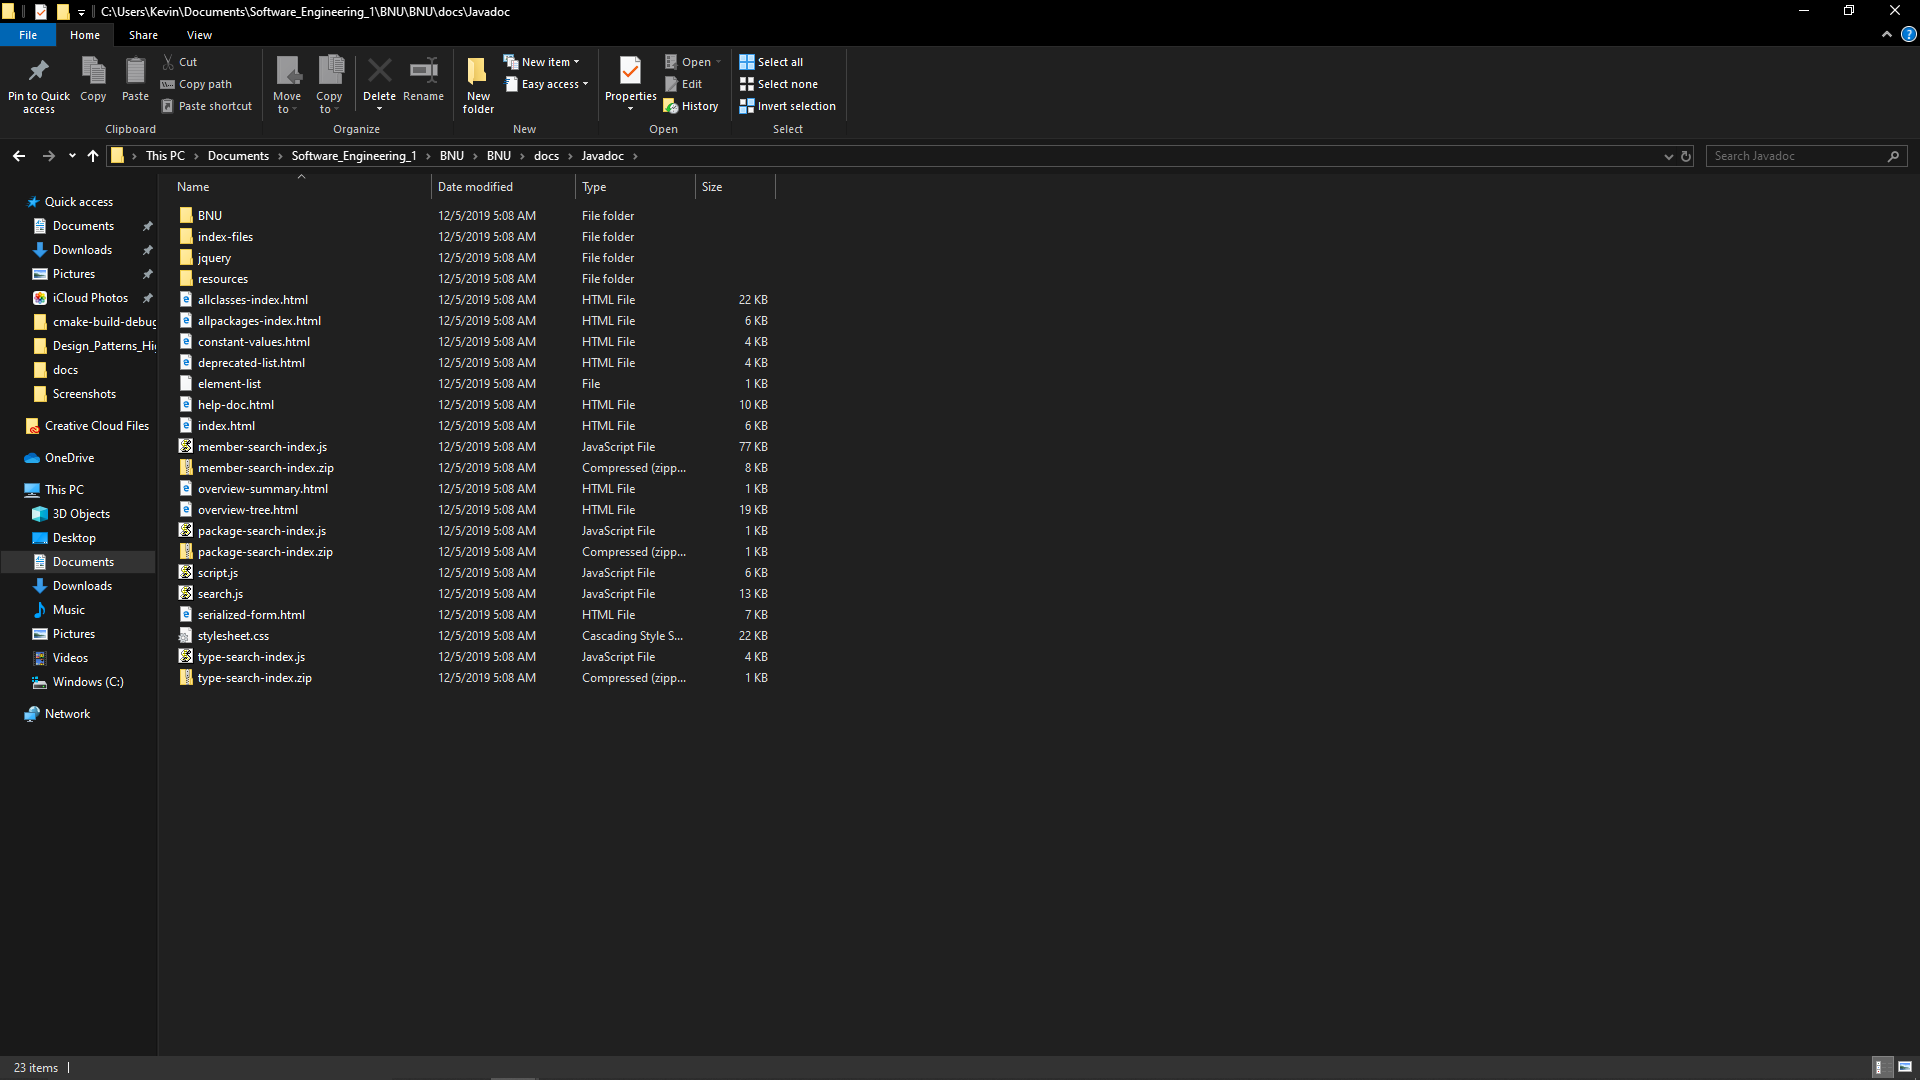 C:\Users\Kevin\Documents\Software_Engineering_1\BNU\BNU\docs\Javadoc
File Home Share View
Pin to Quick access
Copy
Paste
Cut
Copy path
Paste shortcut
Clipboard
Move to
Copy to
Delete
Rename
Organize
New folder
New item
Easy access
New
Properties
Open
Edit
History
Open
Select all
Select none
Invert selection
Select
This PC Documents Software_Engineering_1 BNU BNU docs Javadoc
Search Javadoc
Quick access
Documents
Downloads
Pictures
iCloud Photos
cmake-build-debug
Design_Patterns_Hi
docs
Screenshots
Creative Cloud Files
OneDrive
This PC
3D Objects
Desktop
Documents
Downloads
Music
Pictures
Videos
Windows (C:)
Network
Name Date modified Type Size
BNU 12/5/2019 5:08 AM File folder
index-files 12/5/2019 5:08 AM File folder
jquery 12/5/2019 5:08 AM File folder
resources 12/5/2019 5:08 AM File folder
allclasses-index.html 12/5/2019 5:08 AM HTML File 22 KB
allpackages-index.html 12/5/2019 5:08 AM HTML File 6 KB
constant-values.html 12/5/2019 5:08 AM HTML File 4 KB
deprecated-list.html 12/5/2019 5:08 AM HTML File 4 KB
element-list 12/5/2019 5:08 AM File 1 KB
help-doc.html 12/5/2019 5:08 AM HTML File 10 KB
index.html 12/5/2019 5:08 AM HTML File 6 KB
member-search-index.js 12/5/2019 5:08 AM JavaScript File 77 KB
member-search-index.zip 12/5/2019 5:08 AM Compressed (zipp... 8 KB
overview-summary.html 12/5/2019 5:08 AM HTML File 1 KB
overview-tree.html 12/5/2019 5:08 AM HTML File 19 KB
package-search-index.js 12/5/2019 5:08 AM JavaScript File 1 KB
package-search-index.zip 12/5/2019 5:08 AM Compressed (zipp... 1 KB
script.js 12/5/2019 5:08 AM JavaScript File 6 KB
search.js 12/5/2019 5:08 AM JavaScript File 13 KB
serialized-form.html 12/5/2019 5:08 AM HTML File 7 KB
stylesheet.css 12/5/2019 5:08 AM Cascading Style S... 22 KB
type-search-index.js 12/5/2019 5:08 AM JavaScript File 4 KB
type-search-index.zip 12/5/2019 5:08 AM Compressed (zipp... 1 KB
23 items